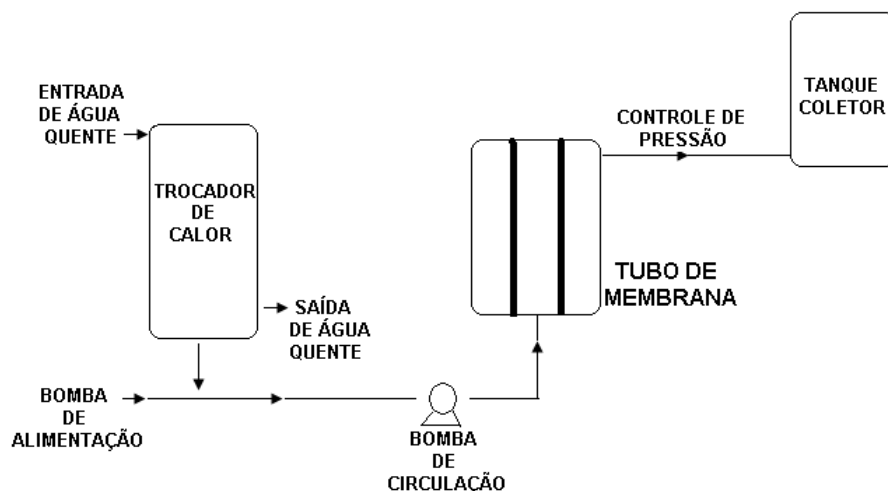 ENTRADA
DE ÁGUA
QUENTE
TROCADOR
DE
CALOR
SAÍDA
DE ÁGUA
QUENTE
BOMBA
DE
ALIMENTAÇÃO
BOMBA
DE
CIRCULAÇÃO
TUBO DE
MEMBRANA
CONTROLE DE
PRESSÃO
TANQUE
COLETOR